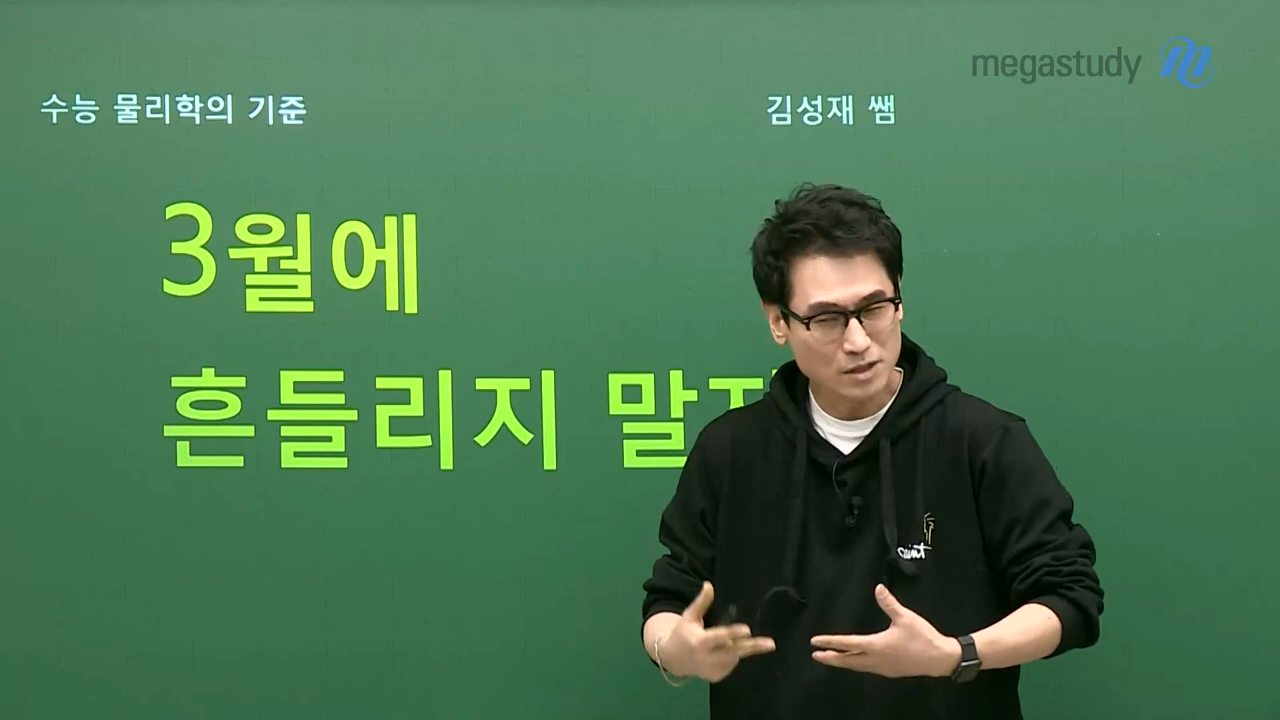 megastudy
수능 물리학의 기준
김성재 쌤
3월에
흔들리지 말자